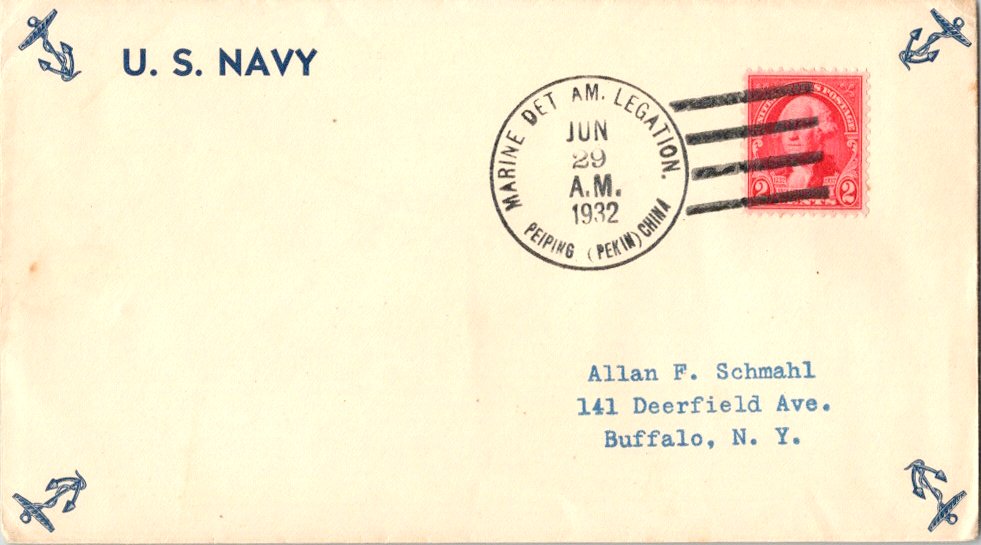 U. S. NAVY
MARINE DET AM. LEGATION.
JUN
29
A.M.
1932
PEIPING (PEKIN) CHINA
POSTAGE
2 2
Allan F. Schmahl
141 Deerfield Ave.
Buffalo, N. Y.